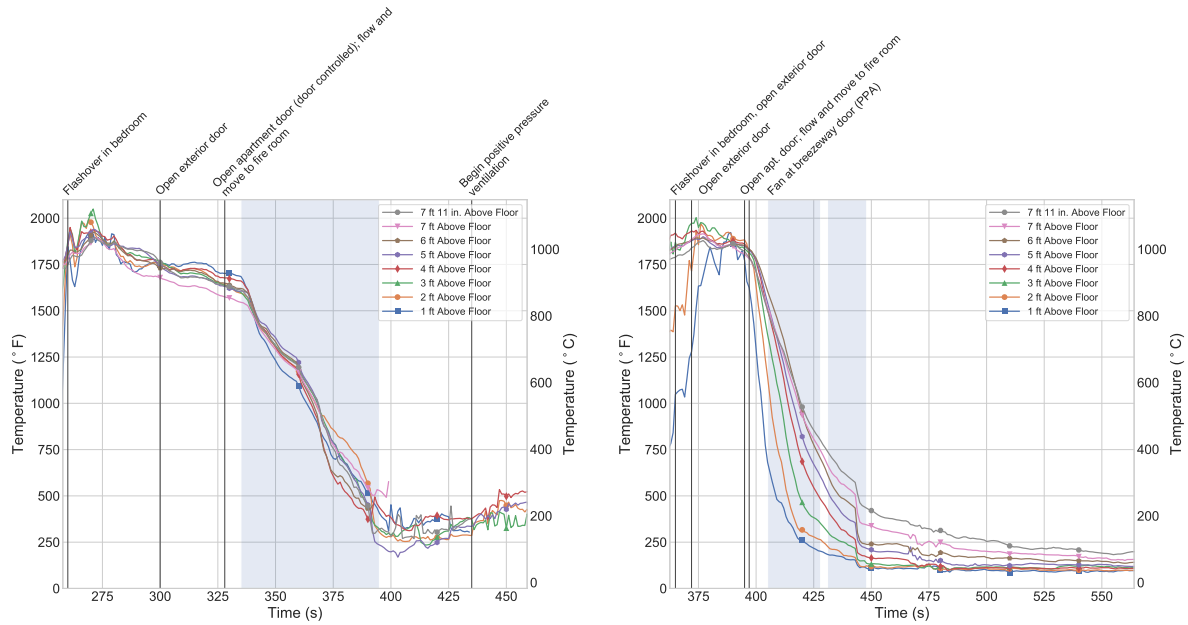 Flashover in bedroom
Open exterior door
Open apartment door (door controlled); flow and
move to fire room
Begin positive pressure
ventilation
2000
1750
1500
1250
1000
750
500
250
0
Temperature (°F)
1000
800
600
400
200
0
Temperature (°C)
275
300
325
350
375
400
425
450
Time (s)
7 ft 11 in. Above Floor
7 ft Above Floor
6 ft Above Floor
5 ft Above Floor
4 ft Above Floor
3 ft Above Floor
2 ft Above Floor
1 ft Above Floor
Flashover in bedroom, open exterior door
Open exterior door
Open apt. door; flow and move to fire room
Fan at breezeway door (PPA)
2000
1750
1500
1250
1000
750
500
250
0
Temperature (°F)
1000
800
600
400
200
0
Temperature (°C)
375
400
425
450
475
500
525
550
Time (s)
7 ft 11 in. Above Floor
7 ft Above Floor
6 ft Above Floor
5 ft Above Floor
4 ft Above Floor
3 ft Above Floor
2 ft Above Floor
1 ft Above Floor